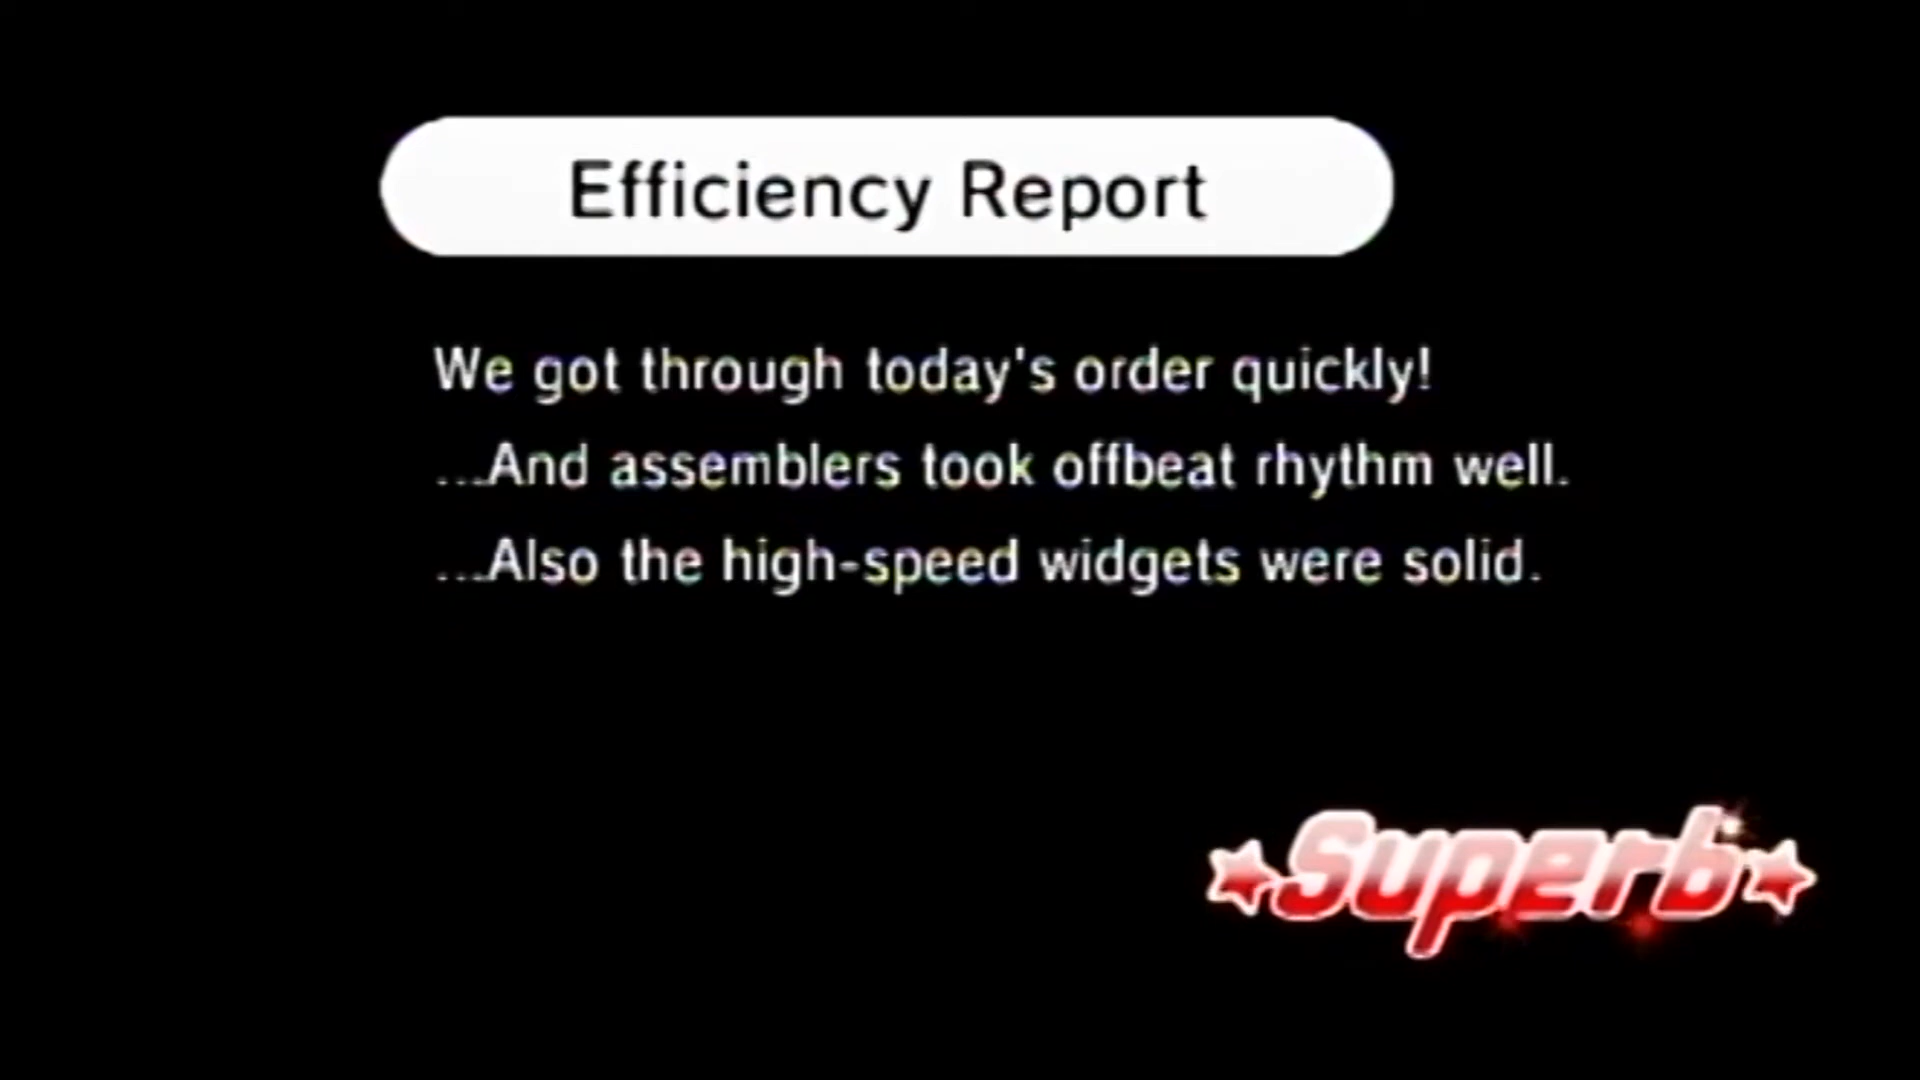 Efficiency Report
We got through today's order quickly!
...And assemblers took offbeat rhythm well.
...Also the high-speed widgets were solid.
Superb